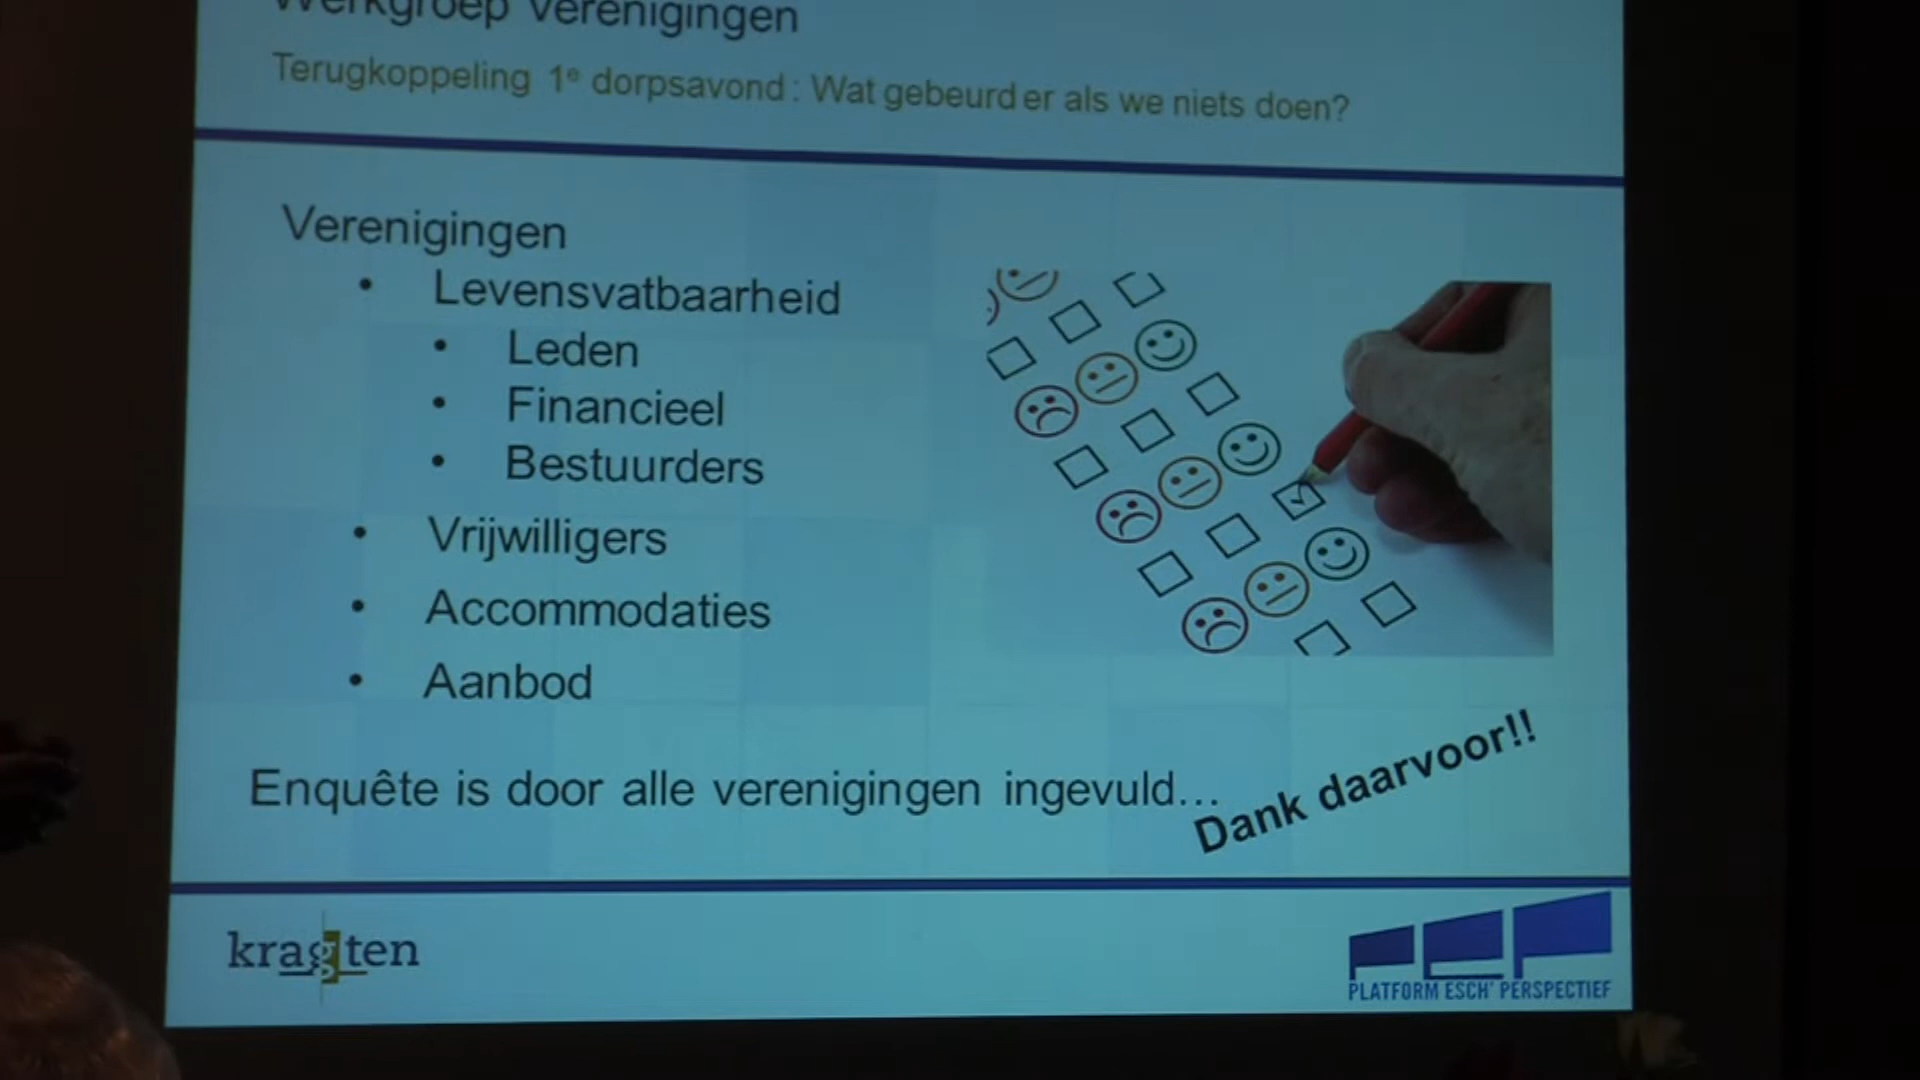 Werkgroep Verenigingen
Terugkoppeling 1e dorpsavond: Wat gebeurd er als we niets doen?
Verenigingen
• Levensvatbaarheid
• Leden
• Financieel
• Bestuurders
• Vrijwilligers
• Accommodaties
• Aanbod
Enquête is door alle verenigingen ingevuld...
Dank daarvoor!!
kragten
PEP
PLATFORM ESCH' PERSPECTIEF